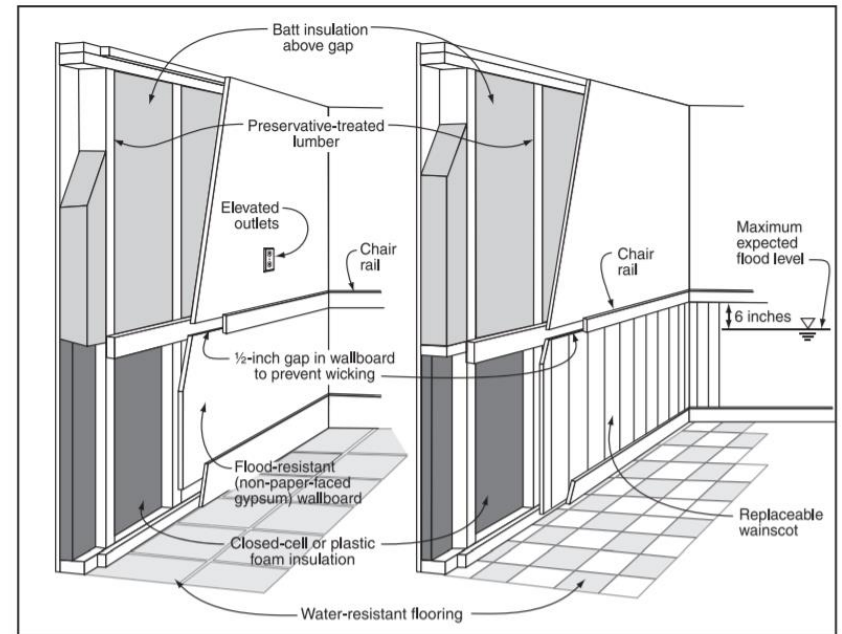 Batt insulation
above gap
Preservative-treated
lumber
Elevated
outlets
Chair
rail
Chair
rail
Maximum
expected
flood level
6 inches
½-inch gap in wallboard
to prevent wicking
Flood-resistant
(non-paper-faced
gypsum) wallboard
Closed-cell or plastic
foam insulation
Replaceable
wainscot
Water-resistant flooring